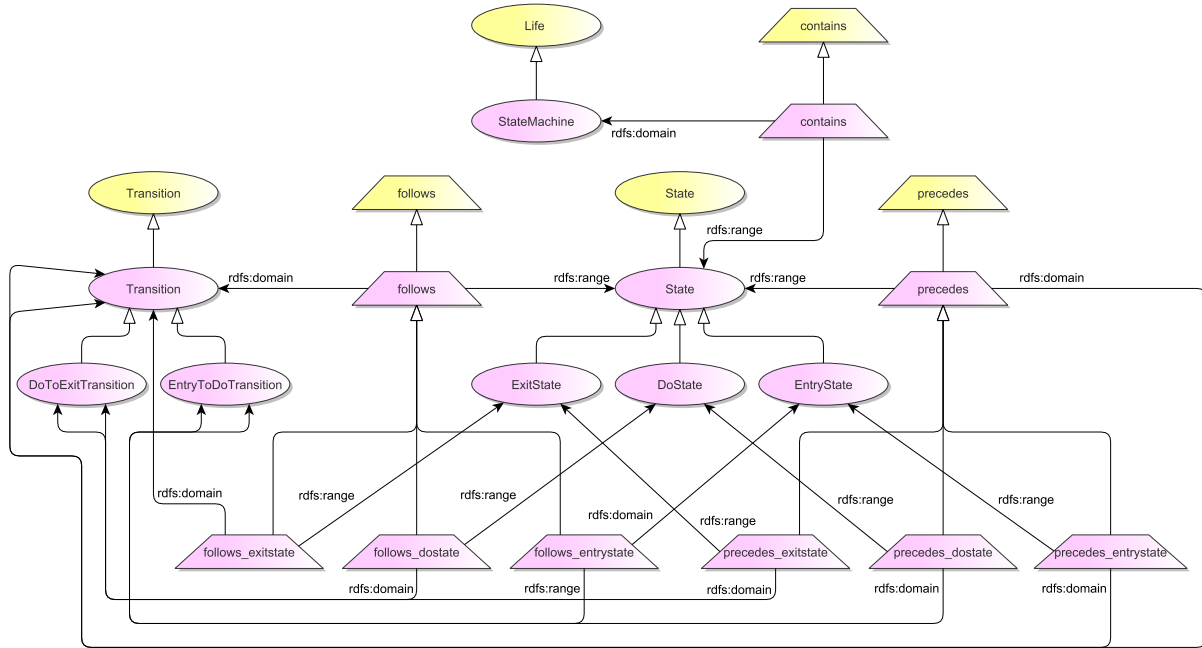 Life
contains
StateMachine
rdfs:domain
contains
Transition
follows
State
precedes
rdfs:range
Transition
rdfs:domain
follows
rdfs:range
State
rdfs:range
precedes
rdfs:domain
DoToExitTransition
EntryToDoTransition
ExitState
DoState
EntryState
rdfs:domain
rdfs:range
rdfs:range
rdfs:domain
rdfs:range
rdfs:range
rdfs:range
follows_exitstate
follows_dostate
follows_entrystate
precedes_exitstate
precedes_dostate
precedes_entrystate
rdfs:domain
rdfs:range
rdfs:domain
rdfs:domain
rdfs:domain